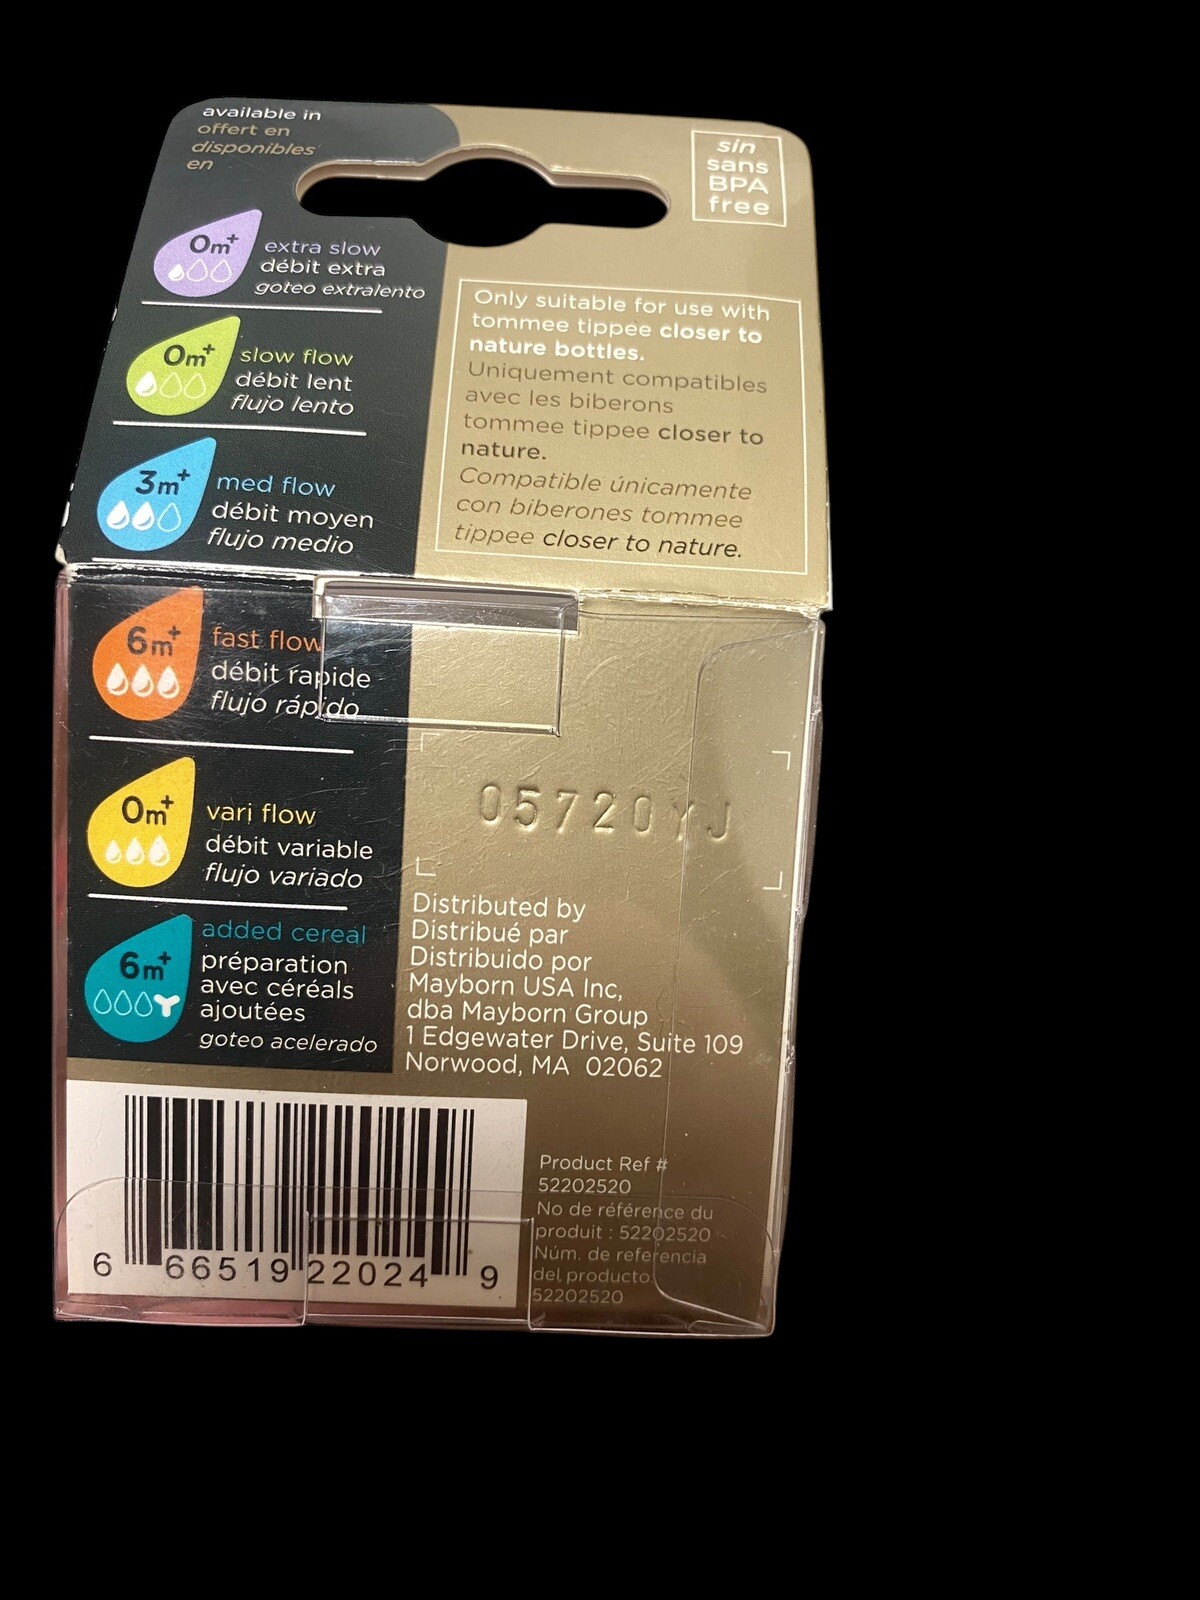 available in
offert en
disponibles
en
0m+
extra slow
débit extra
goteo extralento
0m+
slow flow
débit lent
flujo lento
3m+
med flow
débit moyen
flujo medio
6m+
fast flow
débit rapide
flujo rápido
0m+
vari flow
débit variable
flujo variado
6m+
added cereal
préparation
avec céréals
ajoutées
goteo acelerado
sin
sans
BPA
free
Only suitable for use with
tommee tippee closer to
nature bottles.
Uniquement compatibles
avec les biberons
tommee tippee closer to
nature.
Compatible únicamente
con biberones tommee
tippee closer to nature.
05720YJ
Distributed by
Distribué par
Distribuido por
Mayborn USA Inc,
dba Mayborn Group
1 Edgewater Drive, Suite 109
Norwood, MA 02062
6 66519 22024 9
Product Ref #
52202520
No de référence du
produit : 52202520
Núm. de referencia
del producto:
52202520